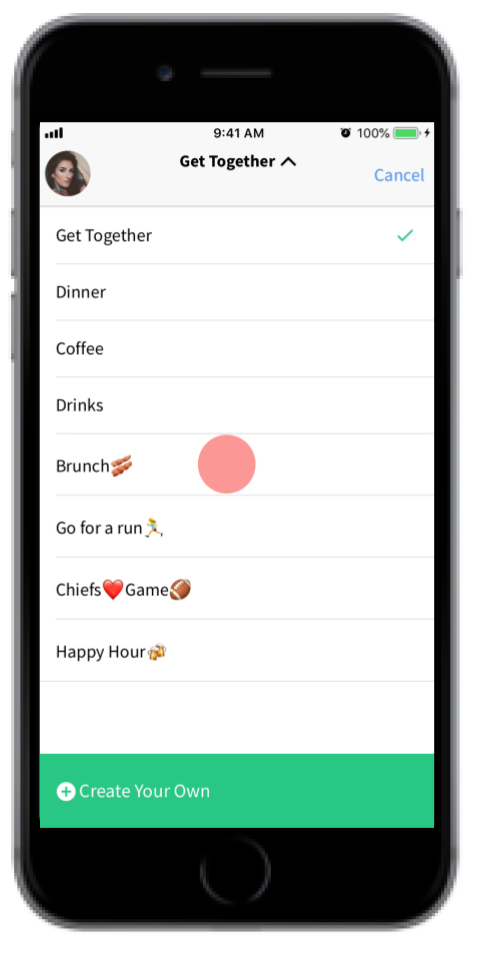 9:41 AM 100%
Get Together
Cancel
Get Together
Dinner
Coffee
Drinks
Brunch🥓
Go for a run🏃
Chiefs❤️Game🏈
Happy Hour🍻
Create Your Own